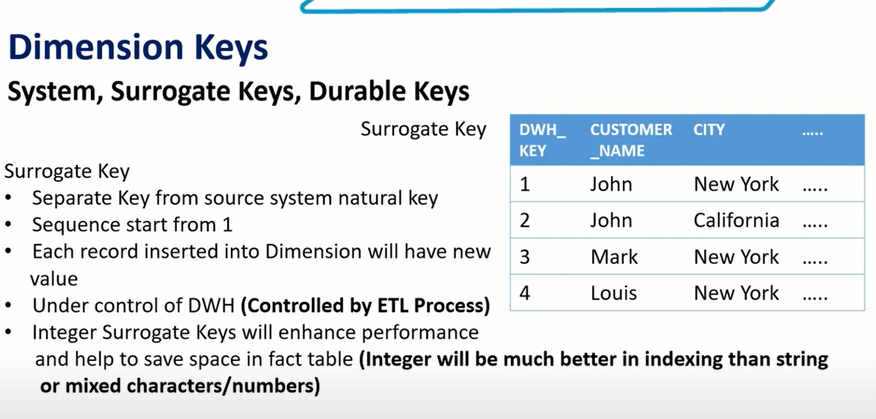 Dimension Keys
System, Surrogate Keys, Durable Keys
Surrogate Key
DWH_ CUSTOMER CITY .....
KEY _NAME
1 John New York .....
2 John California .....
3 Mark New York .....
4 Louis New York .....
Surrogate Key
• Separate Key from source system natural key
• Sequence start from 1
• Each record inserted into Dimension will have new
value
• Under control of DWH (Controlled by ETL Process)
• Integer Surrogate Keys will enhance performance
and help to save space in fact table (Integer will be much better in indexing than string
or mixed characters/numbers)